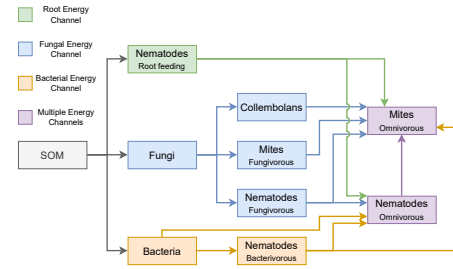 Root Energy
Channel
Fungal Energy
Channel
Bacterial Energy
Channel
Multiple Energy
Channels
SOM
Nematodes
Root feeding
Fungi
Bacteria
Collembolans
Mites
Fungivorous
Nematodes
Fungivorous
Nematodes
Bacterivorous
Mites
Omnivorous
Nematodes
Omnivorous